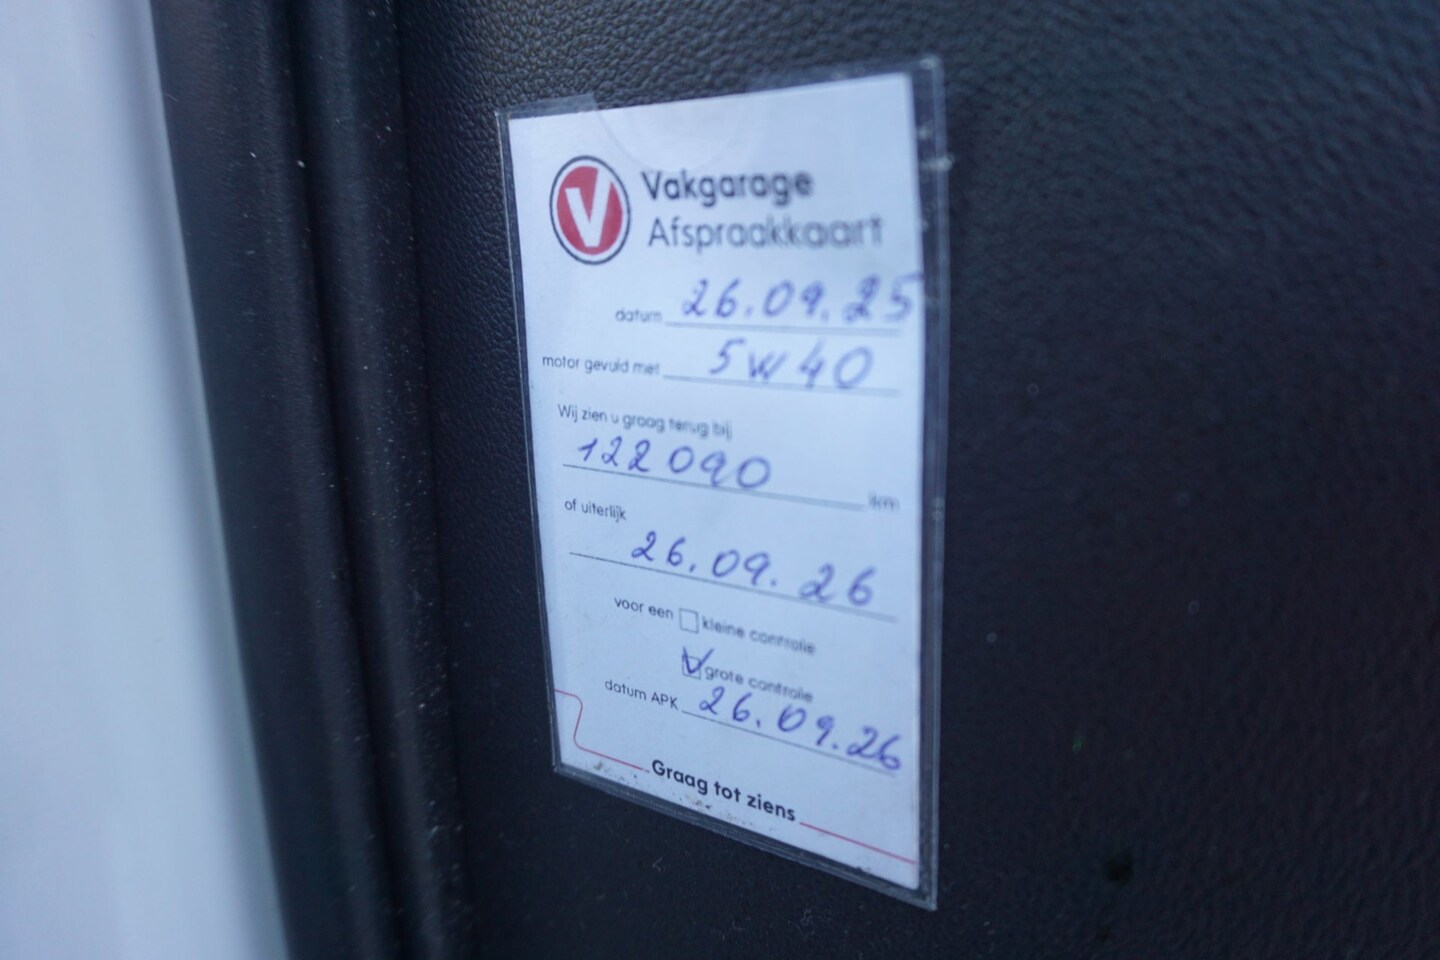 V
Vakgarage
Afspraakkaart
datum 26.09.25
motor gevuld met 5W40
Wij zien u graag terug bij
122090 km
of uiterlijk
26.09.26
voor een kleine controle
grote controle
datum APK 26.09.26
Graag tot ziens